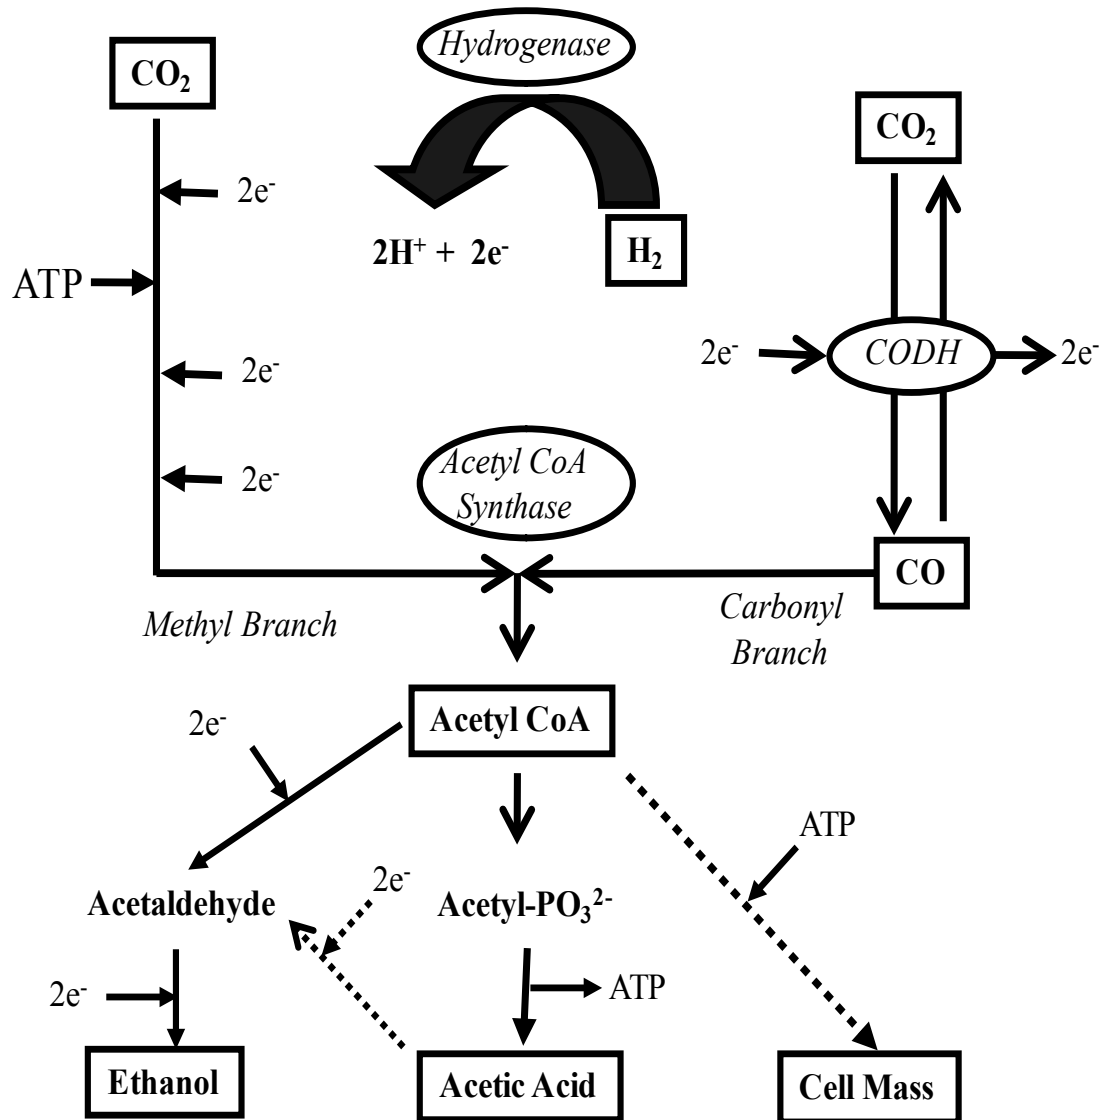 Hydrogenase
CO₂
CO₂
2e⁻
2H⁺ + 2e⁻
H₂
ATP
2e⁻
CODH
2e⁻
2e⁻
Acetyl CoA
Synthase
2e⁻
CO
Methyl Branch
Carbonyl
Branch
Acetyl CoA
2e⁻
ATP
2e⁻
Acetaldehyde
Acetyl-PO₃²⁻
2e⁻
ATP
Ethanol
Acetic Acid
Cell Mass